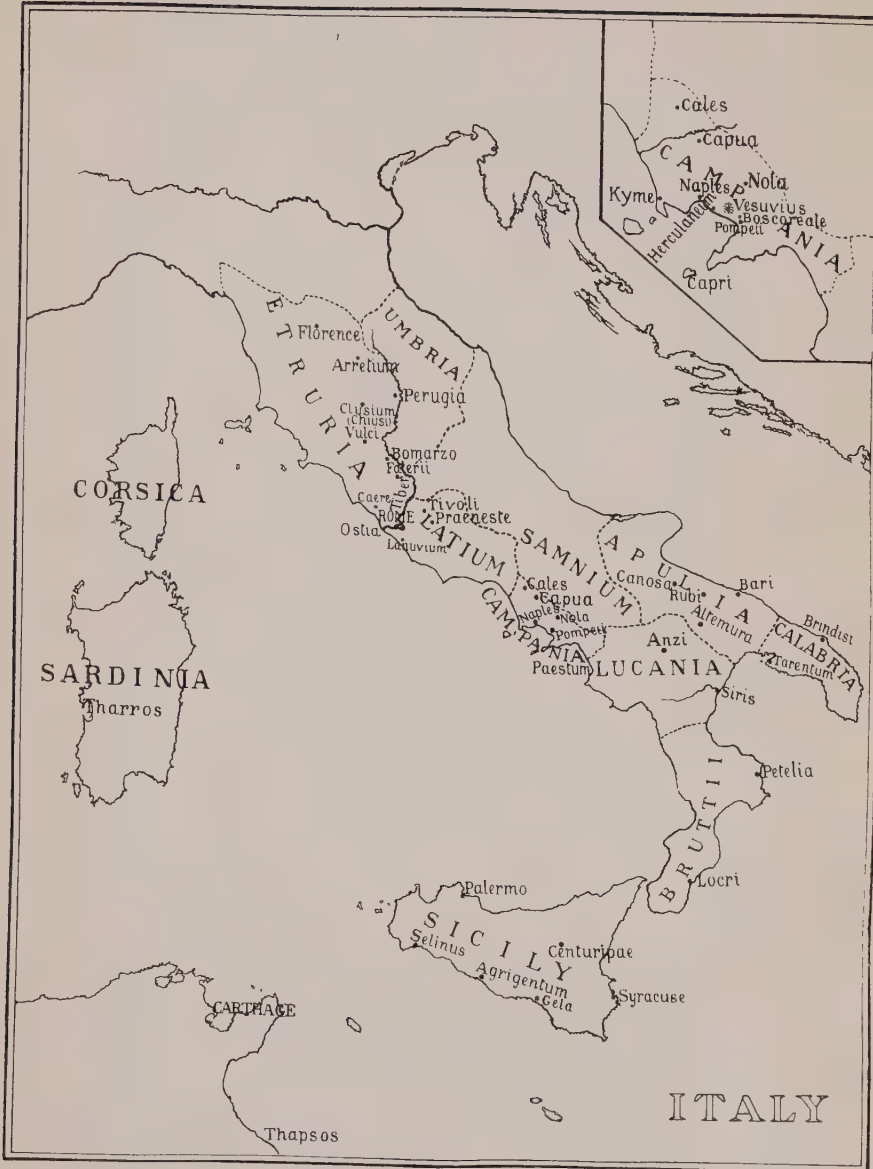 Cales
Capua
CAMPANIA
Naples
Nola
Kyme
Vesuvius
Boscoreale
Pompeii
Herculaneum
Capri
ETRURIA
UMBRIA
Florence
Arretium
Perugia
Clusium
(Chiusi)
Vulci
Bomarzo
Falerii
Tiber
Caere
ROME
Tivoli
Praeneste
Ostia
Lanuvium
LATIUM
CORSICA
SARDINIA
Tharros
SAMNIUM
APULIA
Canosa
Rubi
Bari
Altemura
Brindisi
CALABRIA
Tarentum
Cales
Capua
Naples
Nola
Pompeii
CAMPANIA
Paestum
Anzi
LUCANIA
Siris
BRUTTII
Petelia
Locri
Palermo
SICILY
Selinus
Centuripae
Agrigentum
Gela
Syracuse
CARTHAGE
Thapsos
ITALY